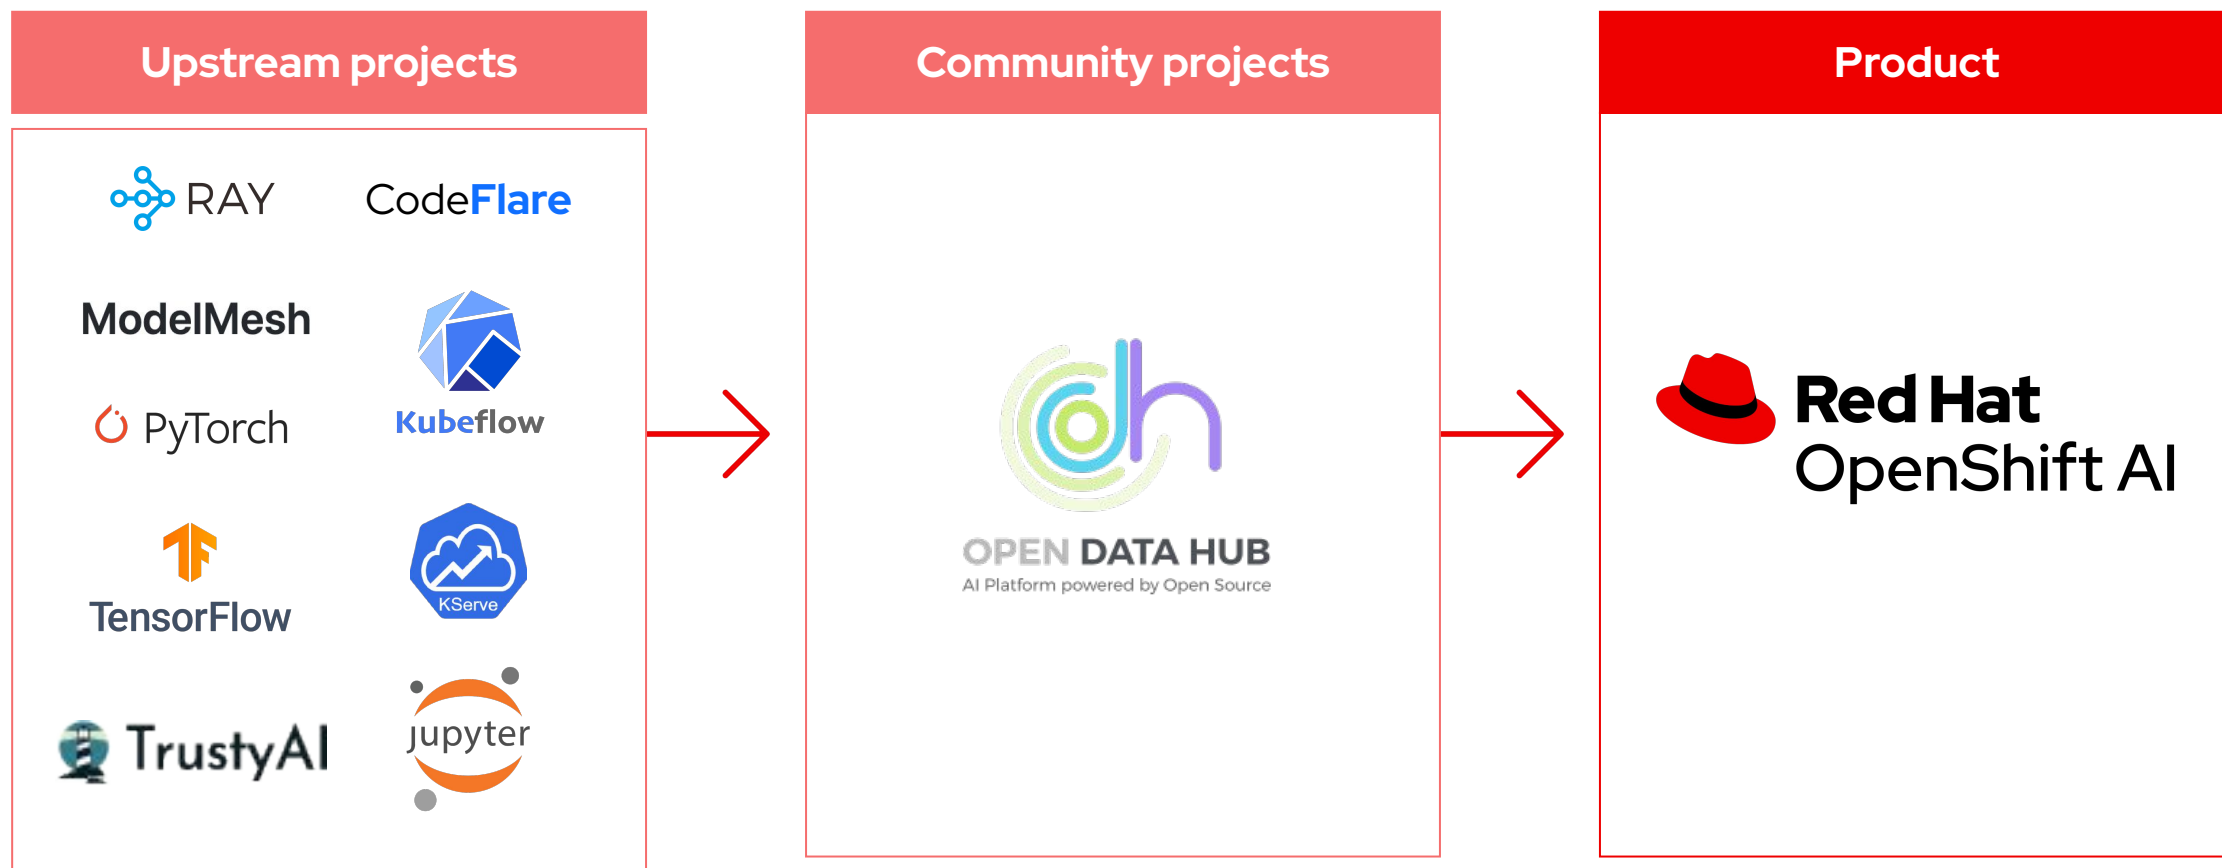 Upstream projects
RAY
CodeFlare
ModelMesh
Kubeflow
PyTorch
TensorFlow
KServe
TrustyAI
jupyter
Community projects
OPEN DATA HUB
AI Platform powered by Open Source
Product
Red Hat
OpenShift AI